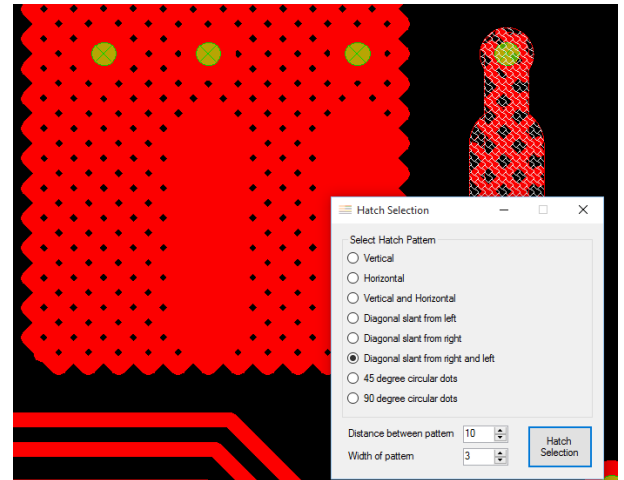 Hatch Selection
Select Hatch Pattern
Vertical
Horizontal
Vertical and Horizontal
Diagonal slant from left
Diagonal slant from right
Diagonal slant from right and left
45 degree circular dots
90 degree circular dots
Distance between pattern 10
Width of pattern 3
Hatch
Selection